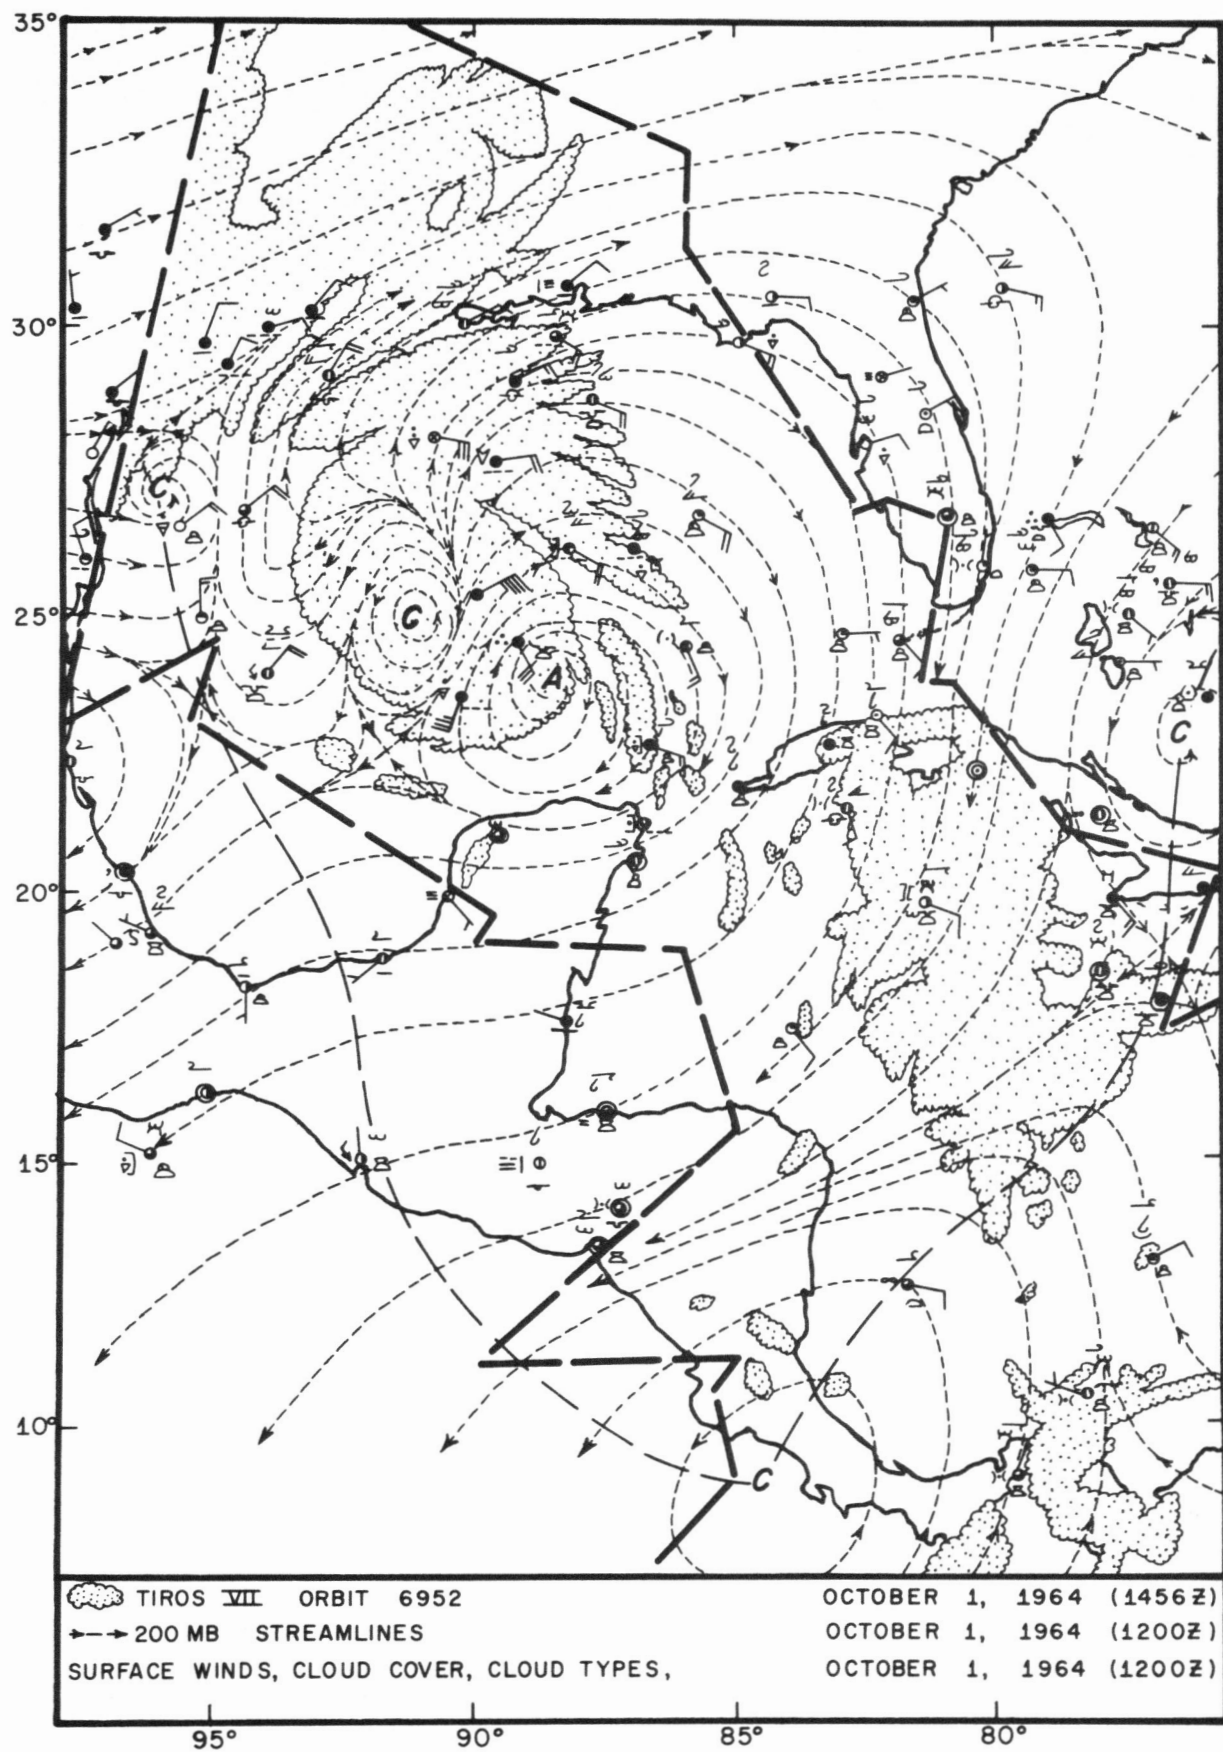 35°
30°
C
25°
C
A
C
20°
15°
10°
C
TIROS VII ORBIT 6952 OCTOBER 1, 1964 (1456Z)
200 MB STREAMLINES OCTOBER 1, 1964 (1200Z)
SURFACE WINDS, CLOUD COVER, CLOUD TYPES, OCTOBER 1, 1964 (1200Z)
95° 90° 85° 80°